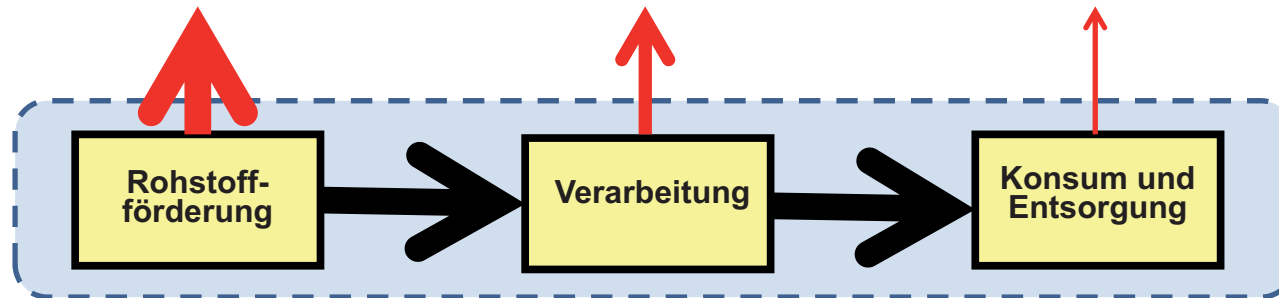 Rohstoff-
förderung
Verarbeitung
Konsum und
Entsorgung